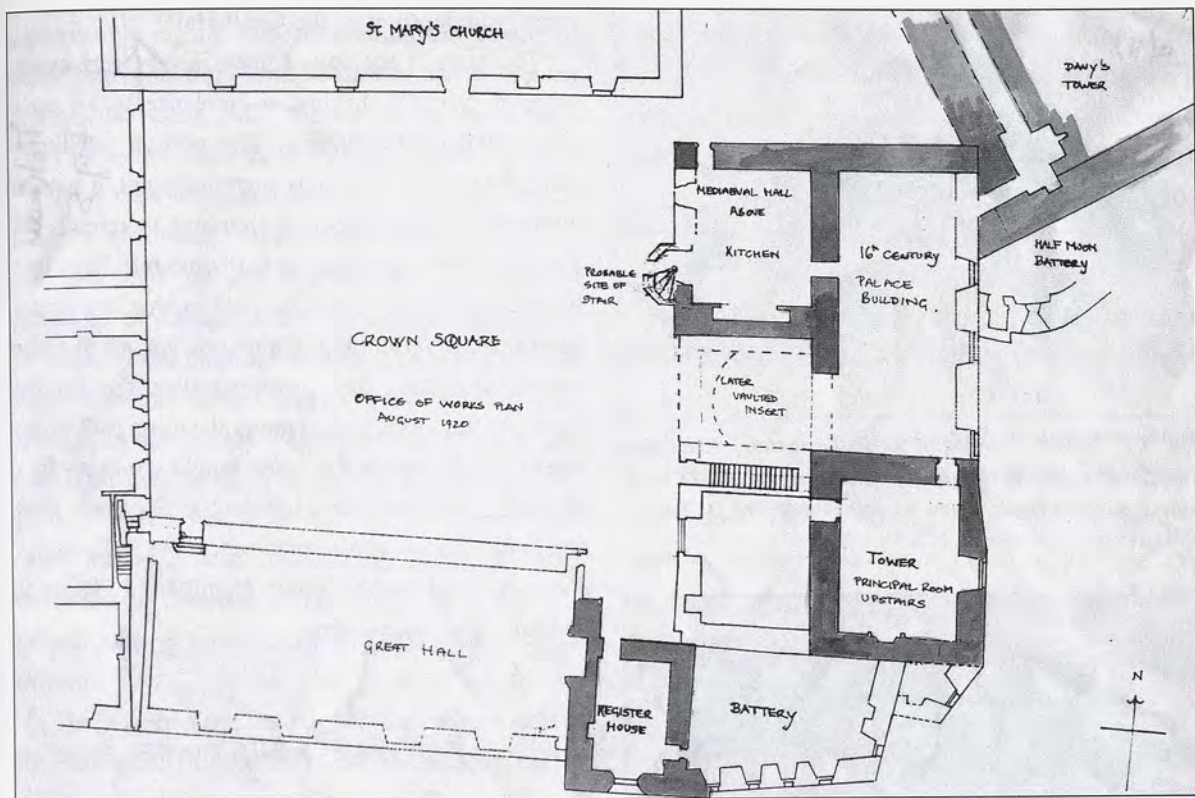 ST MARY'S CHURCH
DAVY'S
TOWER
MEDIAEVAL HALL
ABOVE
KITCHEN
16TH CENTURY
PALACE
BUILDING
HALF MOON
BATTERY
PROBABLE
SITE OF
STAIR
CROWN SQUARE
OFFICE OF WORKS PLAN
AUGUST 1920
LATER
VAULTED
INSERT
TOWER
PRINCIPAL ROOM
UPSTAIRS
GREAT HALL
REGISTER
HOUSE
BATTERY
N